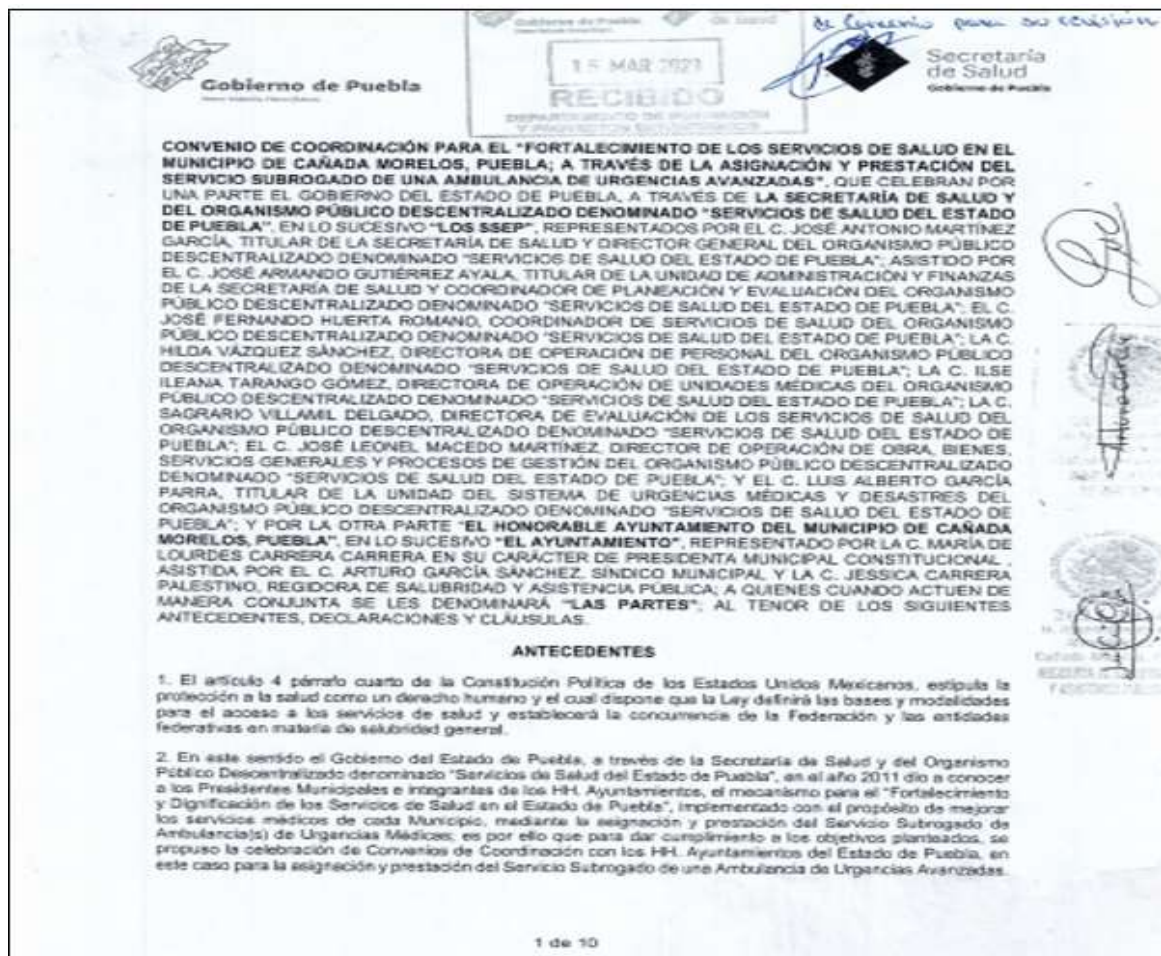 de Convenio para su revisión
Gobierno de Puebla
Gobierno de Puebla
de Salud
15 MAR 2023
RECIBIDO
Secretaría
de Salud
Gobierno de Puebla
CONVENIO DE COORDINACIÓN PARA EL "FORTALECIMIENTO DE LOS SERVICIOS DE SALUD EN EL
MUNICIPIO DE CAÑADA MORELOS, PUEBLA; A TRAVÉS DE LA ASIGNACIÓN Y PRESTACIÓN DEL
SERVICIO SUBROGADO DE UNA AMBULANCIA DE URGENCIAS AVANZADAS", QUE CELEBRAN POR
UNA PARTE EL GOBIERNO DEL ESTADO DE PUEBLA, A TRAVÉS DE LA SECRETARÍA DE SALUD Y
DEL ORGANISMO PÚBLICO DESCENTRALIZADO DENOMINADO "SERVICIOS DE SALUD DEL ESTADO
DE PUEBLA", EN LO SUCESIVO "LOS SSEP", REPRESENTADOS POR EL C. JOSÉ ANTONIO MARTÍNEZ
GARCÍA, TITULAR DE LA SECRETARÍA DE SALUD Y DIRECTOR GENERAL DEL ORGANISMO PÚBLICO
DESCENTRALIZADO DENOMINADO "SERVICIOS DE SALUD DEL ESTADO DE PUEBLA"; ASISTIDO POR
EL C. JOSÉ ARMANDO GUTIÉRREZ AYALA, TITULAR DE LA UNIDAD DE ADMINISTRACIÓN Y FINANZAS
DE LA SECRETARÍA DE SALUD Y COORDINADOR DE PLANEACIÓN Y EVALUACIÓN DEL ORGANISMO
PÚBLICO DESCENTRALIZADO DENOMINADO "SERVICIOS DE SALUD DEL ESTADO DE PUEBLA"; EL C.
JOSÉ FERNANDO HUERTA ROMANO, COORDINADOR DE SERVICIOS DE SALUD DEL ORGANISMO
PÚBLICO DESCENTRALIZADO DENOMINADO "SERVICIOS DE SALUD DEL ESTADO DE PUEBLA"; LA C.
HILDA VÁZQUEZ SÁNCHEZ, DIRECTORA DE OPERACIÓN DE PERSONAL DEL ORGANISMO PÚBLICO
DESCENTRALIZADO DENOMINADO "SERVICIOS DE SALUD DEL ESTADO DE PUEBLA"; LA C. ILSE
ILEANA TARANGO GÓMEZ, DIRECTORA DE OPERACIÓN DE UNIDADES MÉDICAS DEL ORGANISMO
PÚBLICO DESCENTRALIZADO DENOMINADO "SERVICIOS DE SALUD DEL ESTADO DE PUEBLA"; LA C.
SAGRARIO VILLAMIL DELGADO, DIRECTORA DE EVALUACIÓN DE LOS SERVICIOS DE SALUD DEL
ORGANISMO PÚBLICO DESCENTRALIZADO DENOMINADO "SERVICIOS DE SALUD DEL ESTADO DE
PUEBLA"; EL C. JOSÉ LEONEL MACEDO MARTÍNEZ, DIRECTOR DE OPERACIÓN DE OBRA, BIENES,
SERVICIOS GENERALES Y PROCESOS DE GESTIÓN DEL ORGANISMO PÚBLICO DESCENTRALIZADO
DENOMINADO "SERVICIOS DE SALUD DEL ESTADO DE PUEBLA"; Y EL C. LUIS ALBERTO GARCÍA
PARRA, TITULAR DE LA UNIDAD DEL SISTEMA DE URGENCIAS MÉDICAS Y DESASTRES DEL
ORGANISMO PÚBLICO DESCENTRALIZADO DENOMINADO "SERVICIOS DE SALUD DEL ESTADO DE
PUEBLA"; Y POR LA OTRA PARTE "EL HONORABLE AYUNTAMIENTO DEL MUNICIPIO DE CAÑADA
MORELOS, PUEBLA", EN LO SUCESIVO "EL AYUNTAMIENTO", REPRESENTADO POR LA C. MARÍA DE
LOURDES CARRERA CARRERA EN SU CARÁCTER DE PRESIDENTA MUNICIPAL CONSTITUCIONAL ,
ASISTIDA POR EL C. ARTURO GARCÍA SÁNCHEZ, SÍNDICO MUNICIPAL Y LA C. JESSICA CARRERA
PALESTINO, REGIDORA DE SALUBRIDAD Y ASISTENCIA PÚBLICA; A QUIENES CUANDO ACTUEN DE
MANERA CONJUNTA SE LES DENOMINARÁ "LAS PARTES"; AL TENOR DE LOS SIGUIENTES
ANTECEDENTES, DECLARACIONES Y CLÁUSULAS.
ANTECEDENTES
1. El artículo 4 párrafo cuarto de la Constitución Política de los Estados Unidos Mexicanos, estipula la
protección a la salud como un derecho humano y el cual dispone que la Ley definirá las bases y modalidades
para el acceso a los servicios de salud y establecerá la concurrencia de la Federación y las entidades
federativas en materia de salubridad general.
2. En este sentido el Gobierno del Estado de Puebla, a través de la Secretaría de Salud y del Organismo
Público Descentralizado denominado "Servicios de Salud del Estado de Puebla", en el año 2011 dio a conocer
a los Presidentes Municipales e integrantes de los HH. Ayuntamientos, el mecanismo para el "Fortalecimiento
y Dignificación de los Servicios de Salud en el Estado de Puebla", implementado con el propósito de mejorar
los servicios médicos de cada Municipio, mediante la asignación y prestación del Servicio Subrogado de
Ambulancia(s) de Urgencias Médicas; es por ello que para dar cumplimiento a los objetivos planteados, se
propuso la celebración de Convenios de Coordinación con los HH. Ayuntamientos del Estado de Puebla, en
este caso para la asignación y prestación del Servicio Subrogado de una Ambulancia de Urgencias Avanzadas.
1 de 10